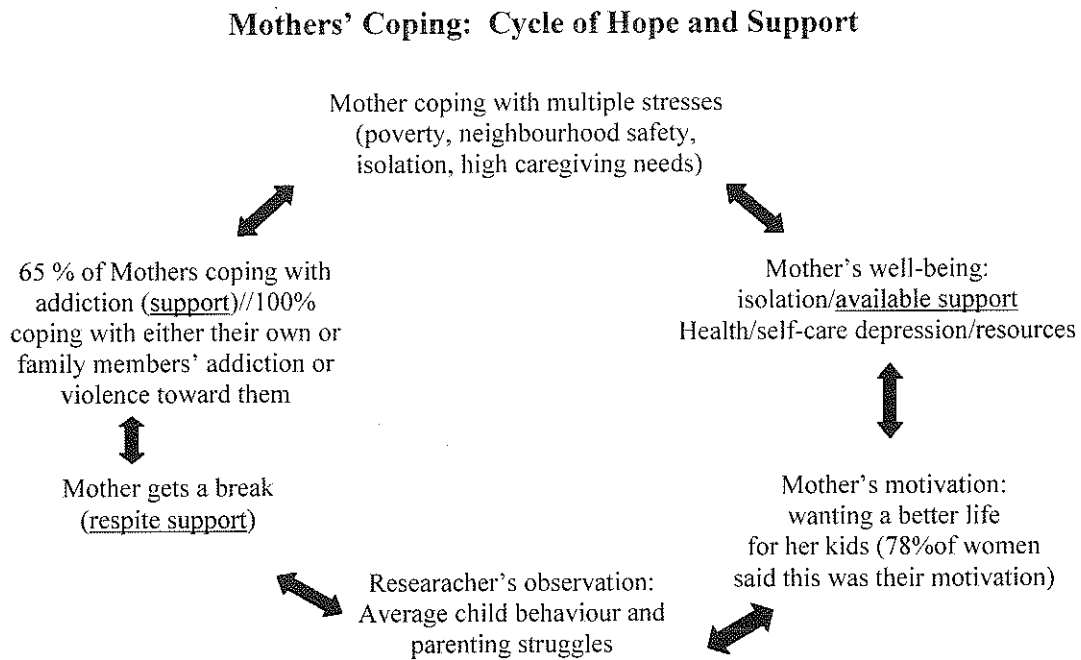 Mothers' Coping:  Cycle of Hope and Support
Mother coping with multiple stresses
(poverty, neighbourhood safety,
isolation, high caregiving needs)
Mother's well-being:
isolation/available support
Health/self-care depression/resources
Mother's motivation:
wanting a better life
for her kids (78%of women
said this was their motivation)
Researacher's observation:
Average child behaviour and
parenting struggles
Mother gets a break
(respite support)
65 % of Mothers coping with
addiction (support)//100%
coping with either their own or
family members' addiction or
violence toward them